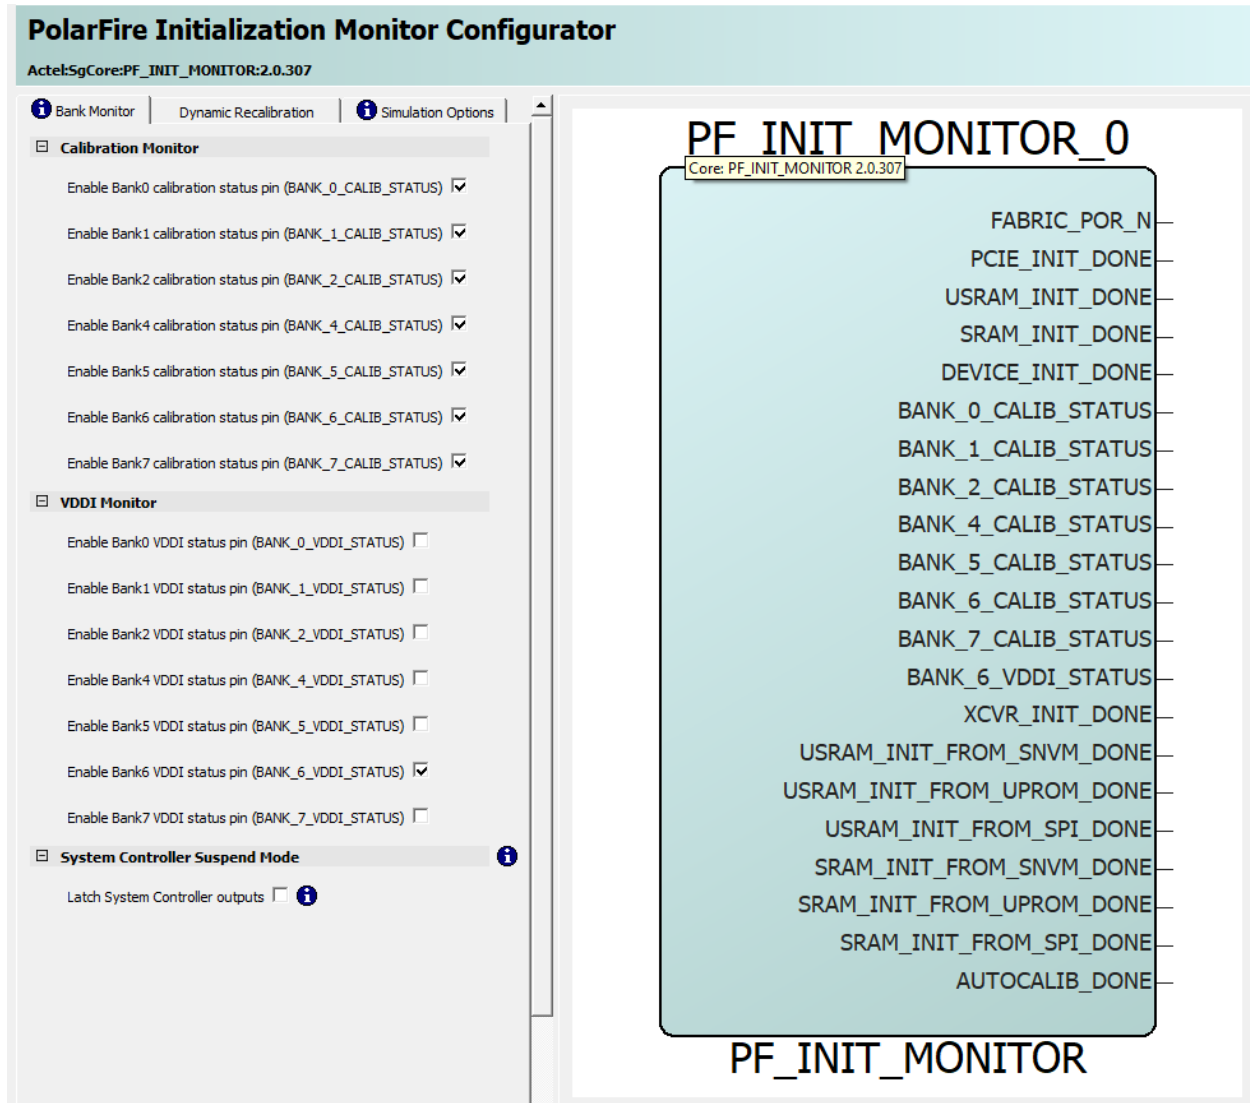 PolarFire Initialization Monitor Configurator
Actel:SgCore:PF_INIT_MONITOR:2.0.307
Bank Monitor
Dynamic Recalibration
Simulation Options
Calibration Monitor
Enable Bank0 calibration status pin (BANK_0_CALIB_STATUS)
Enable Bank1 calibration status pin (BANK_1_CALIB_STATUS)
Enable Bank2 calibration status pin (BANK_2_CALIB_STATUS)
Enable Bank4 calibration status pin (BANK_4_CALIB_STATUS)
Enable Bank5 calibration status pin (BANK_5_CALIB_STATUS)
Enable Bank6 calibration status pin (BANK_6_CALIB_STATUS)
Enable Bank7 calibration status pin (BANK_7_CALIB_STATUS)
VDDI Monitor
Enable Bank0 VDDI status pin (BANK_0_VDDI_STATUS)
Enable Bank1 VDDI status pin (BANK_1_VDDI_STATUS)
Enable Bank2 VDDI status pin (BANK_2_VDDI_STATUS)
Enable Bank4 VDDI status pin (BANK_4_VDDI_STATUS)
Enable Bank5 VDDI status pin (BANK_5_VDDI_STATUS)
Enable Bank6 VDDI status pin (BANK_6_VDDI_STATUS)
Enable Bank7 VDDI status pin (BANK_7_VDDI_STATUS)
System Controller Suspend Mode
Latch System Controller outputs
PF_INIT_MONITOR_0
Core: PF_INIT_MONITOR 2.0.307
FABRIC_POR_N
PCIE_INIT_DONE
USRAM_INIT_DONE
SRAM_INIT_DONE
DEVICE_INIT_DONE
BANK_0_CALIB_STATUS
BANK_1_CALIB_STATUS
BANK_2_CALIB_STATUS
BANK_4_CALIB_STATUS
BANK_5_CALIB_STATUS
BANK_6_CALIB_STATUS
BANK_7_CALIB_STATUS
BANK_6_VDDI_STATUS
XCVR_INIT_DONE
USRAM_INIT_FROM_SNVM_DONE
USRAM_INIT_FROM_UPROM_DONE
USRAM_INIT_FROM_SPI_DONE
SRAM_INIT_FROM_SNVM_DONE
SRAM_INIT_FROM_UPROM_DONE
SRAM_INIT_FROM_SPI_DONE
AUTOCALIB_DONE
PF_INIT_MONITOR